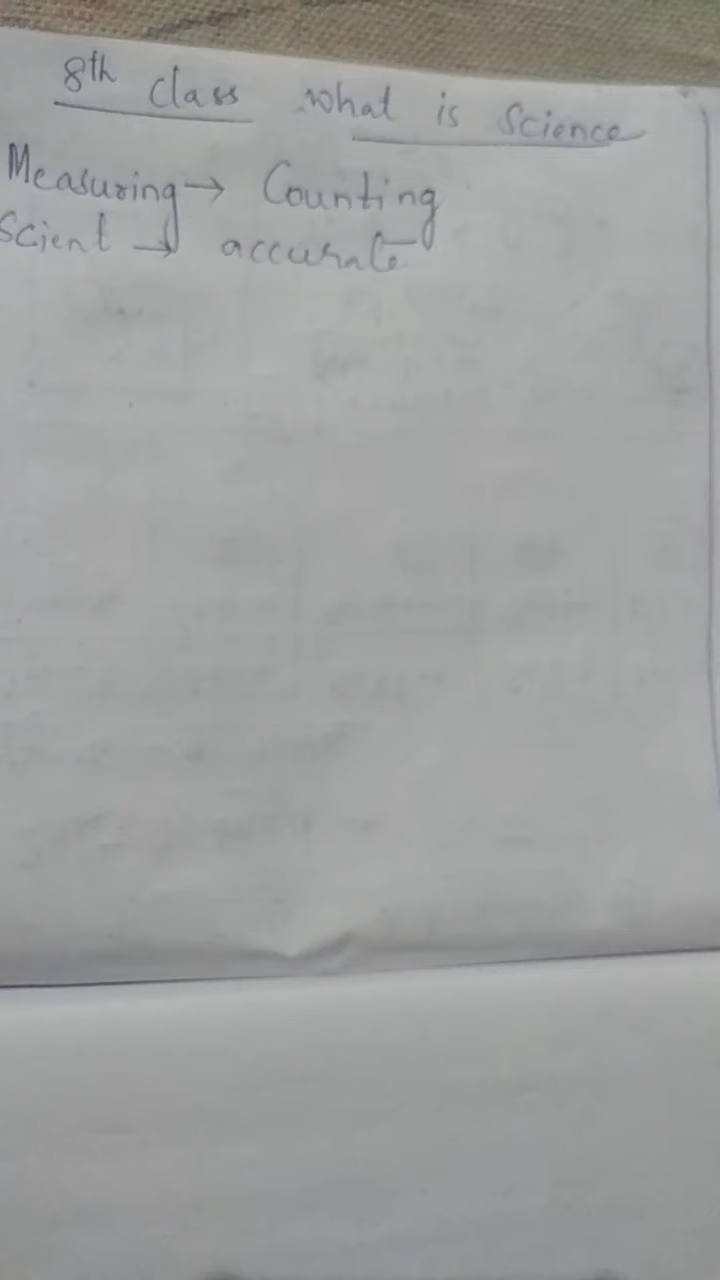 8th class what is Science
Measuring → Counting
Scient → accurate